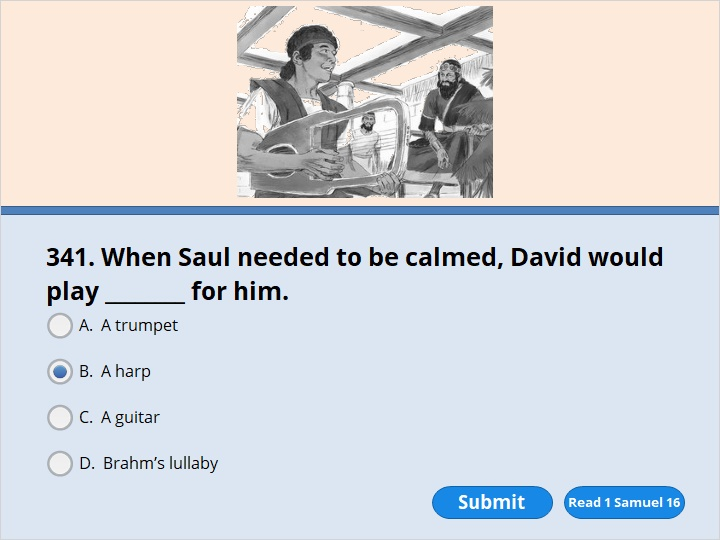 341. When Saul needed to be calmed, David would
play ________ for him.
A. A trumpet
B. A harp
C. A guitar
D. Brahm’s lullaby
Submit
Read 1 Samuel 16